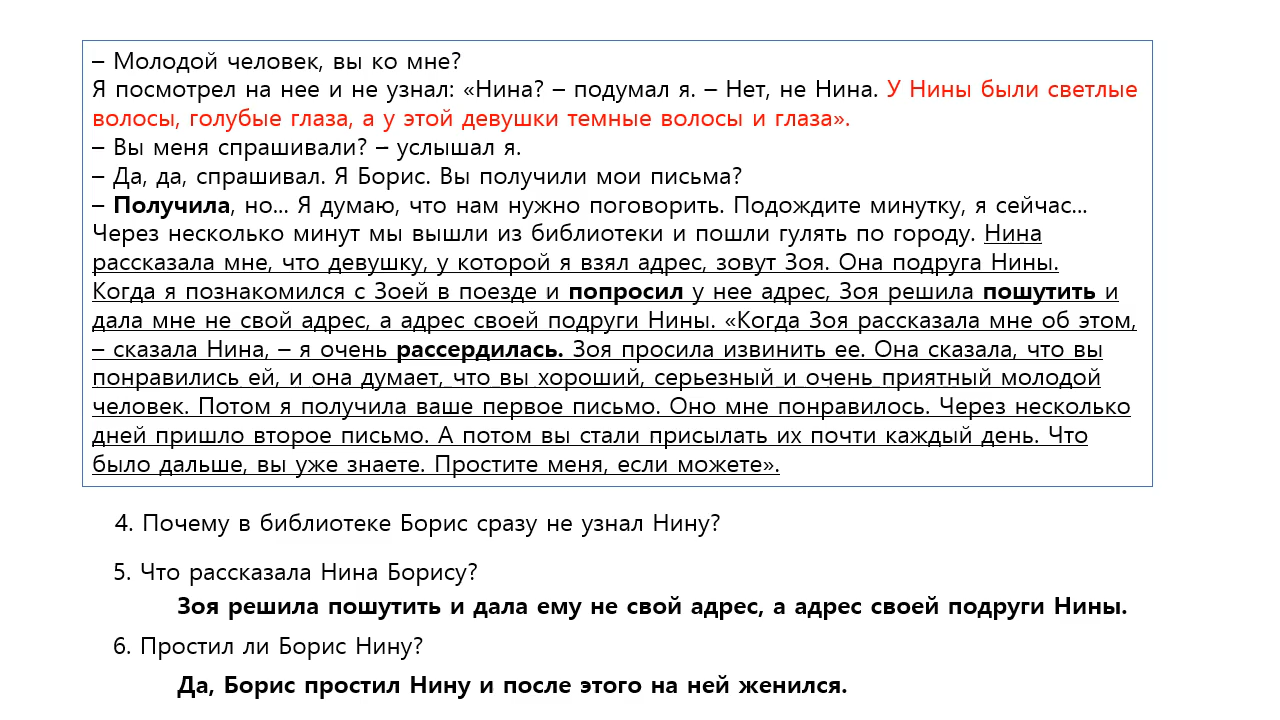 – Молодой человек, вы ко мне?
Я посмотрел на нее и не узнал: «Нина? – подумал я. – Нет, не Нина. У Нины были светлые
волосы, голубые глаза, а у этой девушки темные волосы и глаза».
– Вы меня спрашивали? – услышал я.
– Да, да, спрашивал. Я Борис. Вы получили мои письма?
– Получила, но... Я думаю, что нам нужно поговорить. Подождите минутку, я сейчас...
Через несколько минут мы вышли из библиотеки и пошли гулять по городу. Нина
рассказала мне, что девушку, у которой я взял адрес, зовут Зоя. Она подруга Нины.
Когда я познакомился с Зоей в поезде и попросил у нее адрес, Зоя решила пошутить и
дала мне не свой адрес, а адрес своей подруги Нины. «Когда Зоя рассказала мне об этом,
– сказала Нина, – я очень рассердилась. Зоя просила извинить ее. Она сказала, что вы
понравились ей, и она думает, что вы хороший, серьезный и очень приятный молодой
человек. Потом я получила ваше первое письмо. Оно мне понравилось. Через несколько
дней пришло второе письмо. А потом вы стали присылать их почти каждый день. Что
было дальше, вы уже знаете. Простите меня, если можете».
4. Почему в библиотеке Борис сразу не узнал Нину?
5. Что рассказала Нина Борису?
Зоя решила пошутить и дала ему не свой адрес, а адрес своей подруги Нины.
6. Простил ли Борис Нину?
Да, Борис простил Нину и после этого на ней женился.